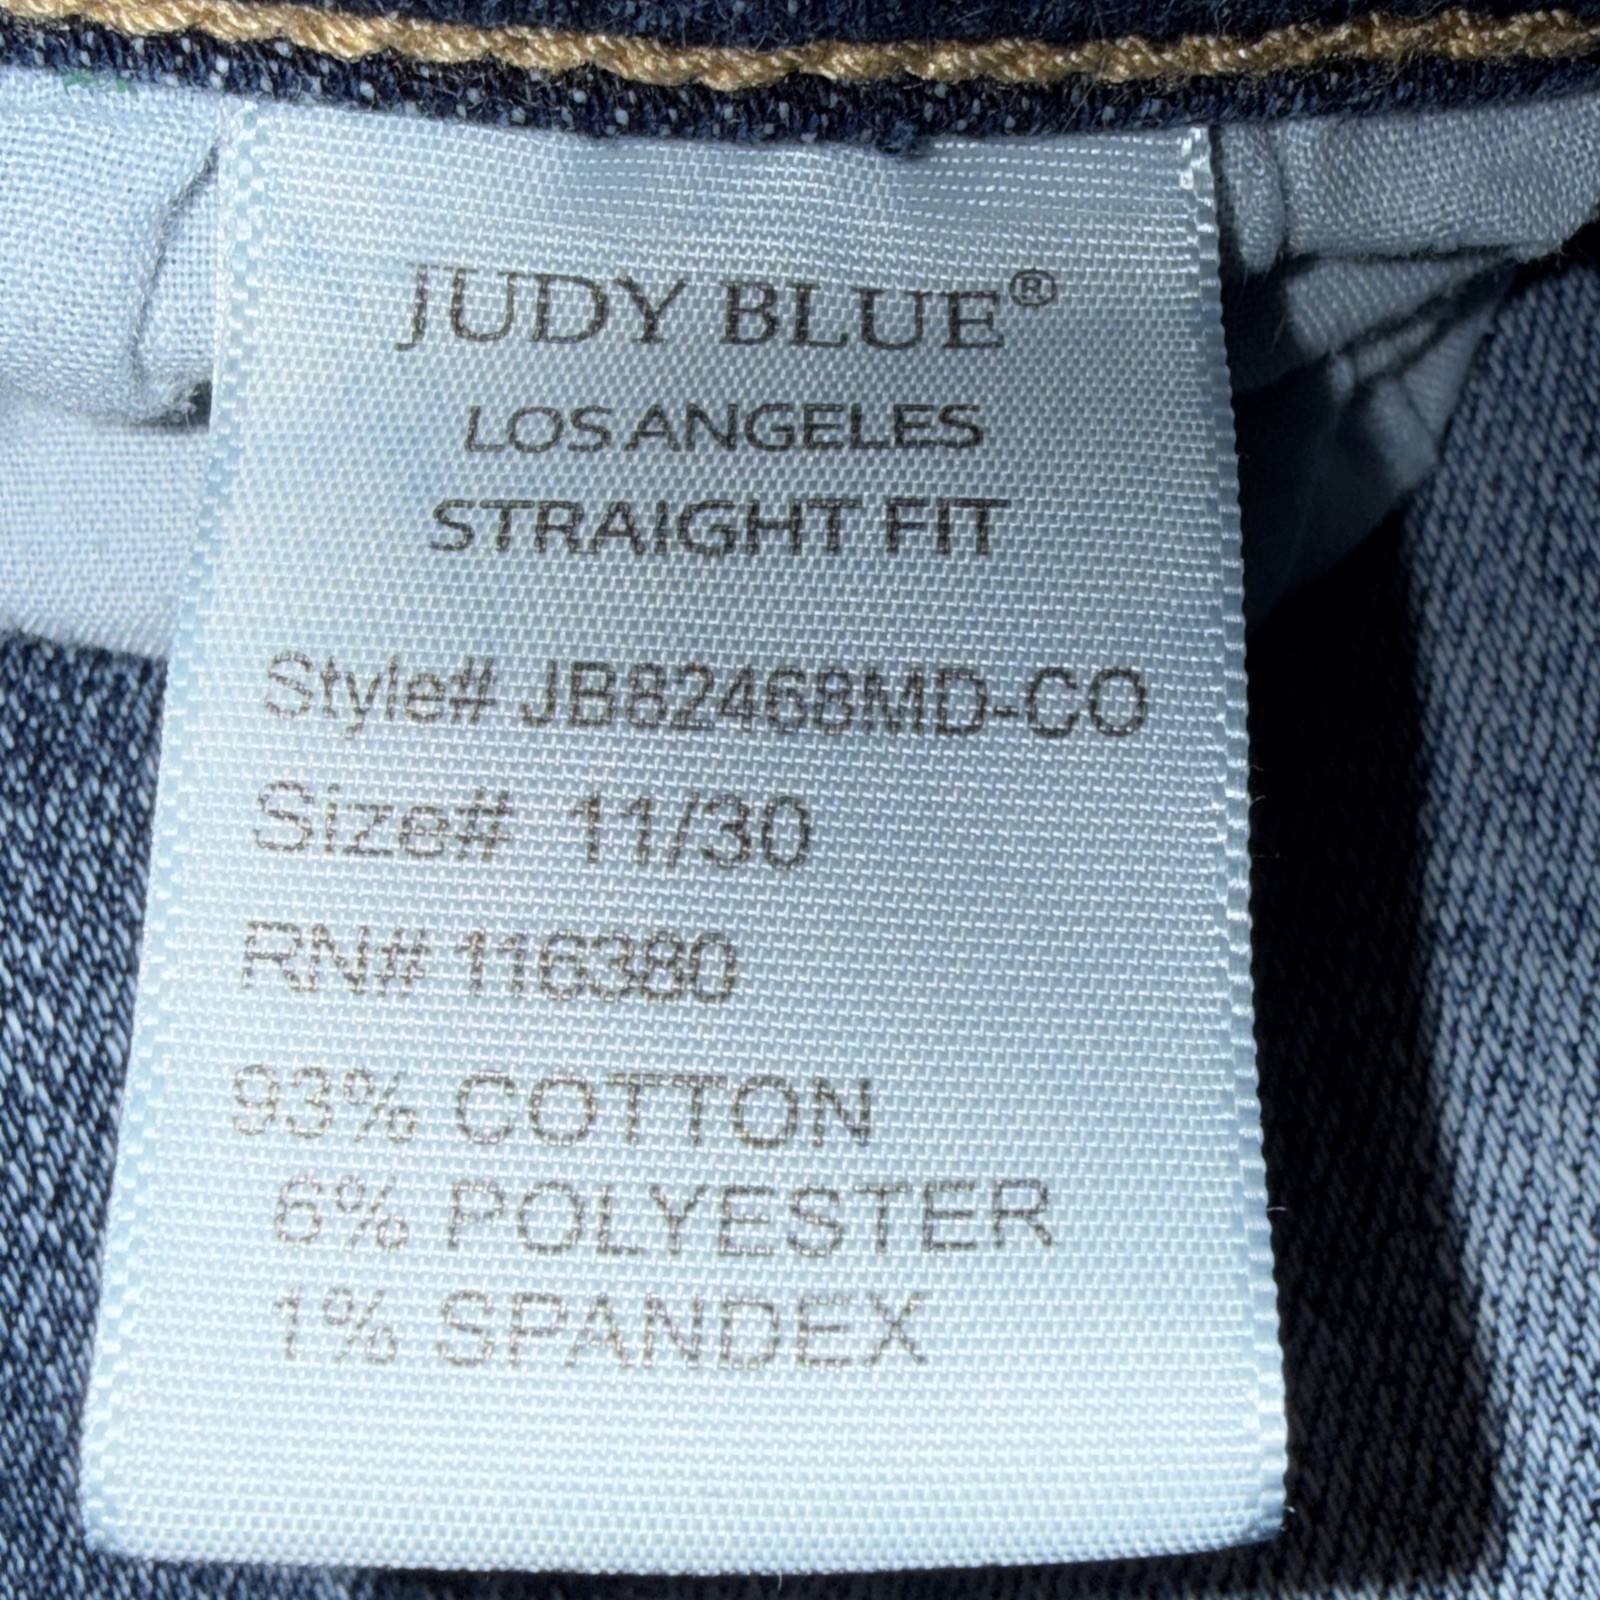 JUDY BLUE®
LOS ANGELES
STRAIGHT FIT
Style# JB82468MD-CO
Size# 11/30
RN# 116380
93% COTTON
6% POLYESTER
1% SPANDEX